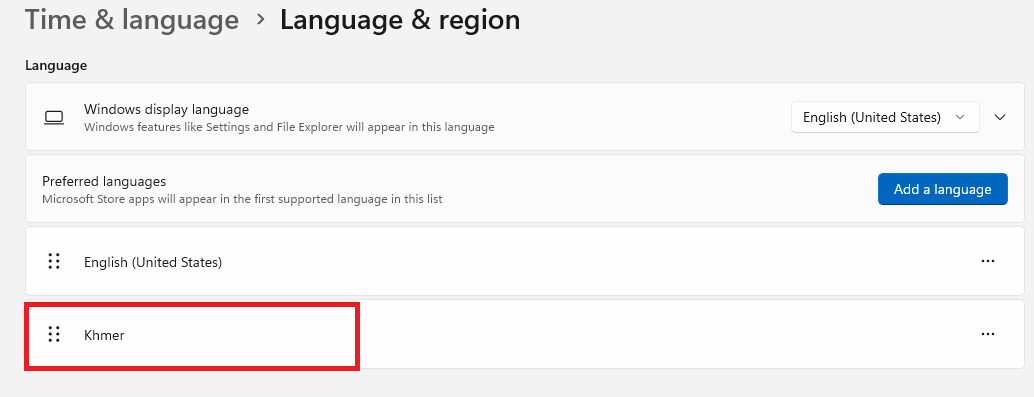 Time & language > Language & region
Language
Windows display language
Windows features like Settings and File Explorer will appear in this language
English (United States)
Preferred languages
Microsoft Store apps will appear in the first supported language in this list
Add a language
English (United States)
Khmer